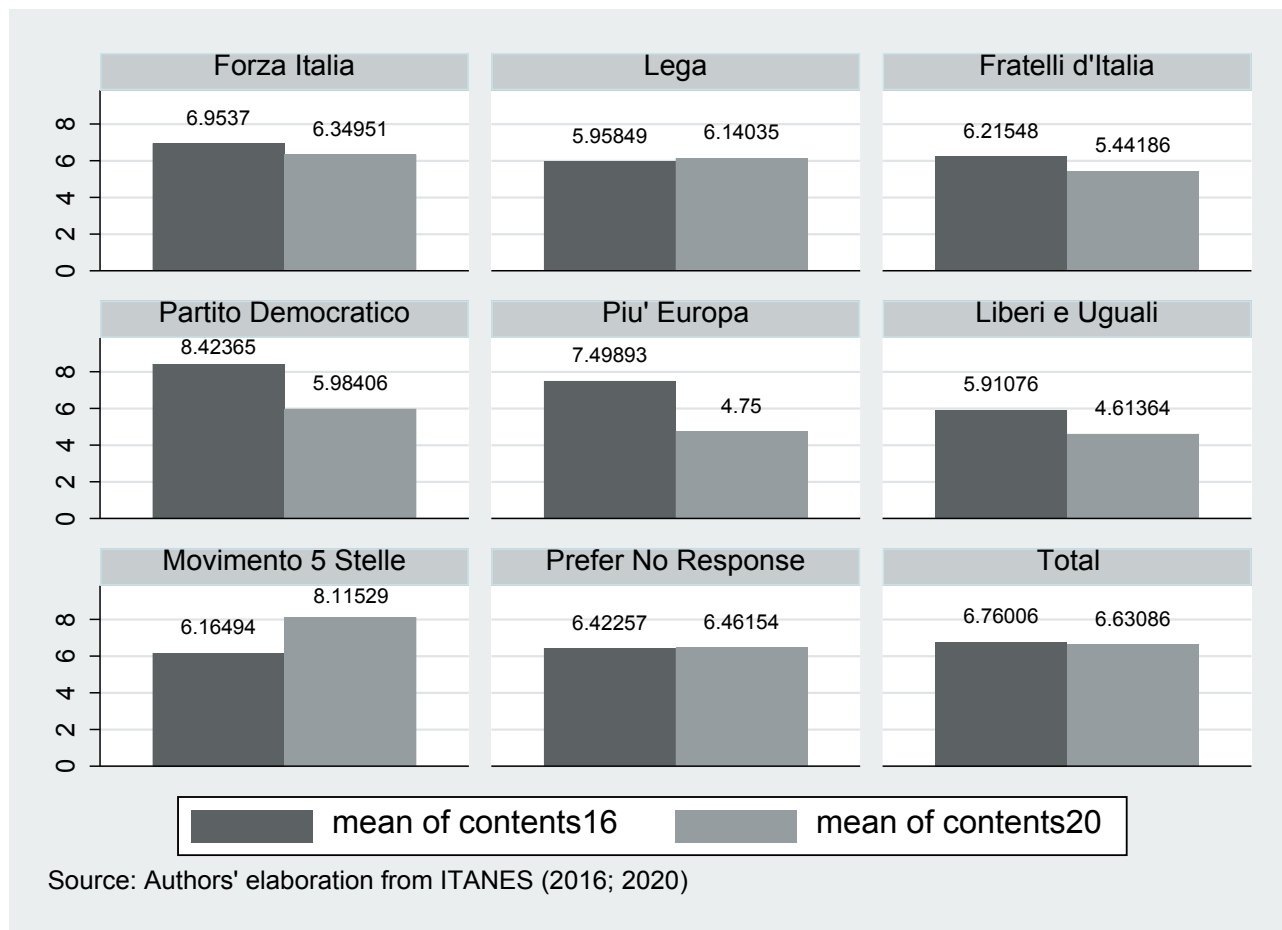 Forza Italia
Lega
Fratelli d'Italia
8
6
4
2
0
6.9537
6.34951
5.95849
6.14035
6.21548
5.44186
Partito Democratico
Piu' Europa
Liberi e Uguali
8
6
4
2
0
8.42365
5.98406
7.49893
4.75
5.91076
4.61364
Movimento 5 Stelle
Prefer No Response
Total
8
6
4
2
0
6.16494
8.11529
6.42257
6.46154
6.76006
6.63086
mean of contents16
mean of contents20
Source: Authors' elaboration from ITANES (2016; 2020)